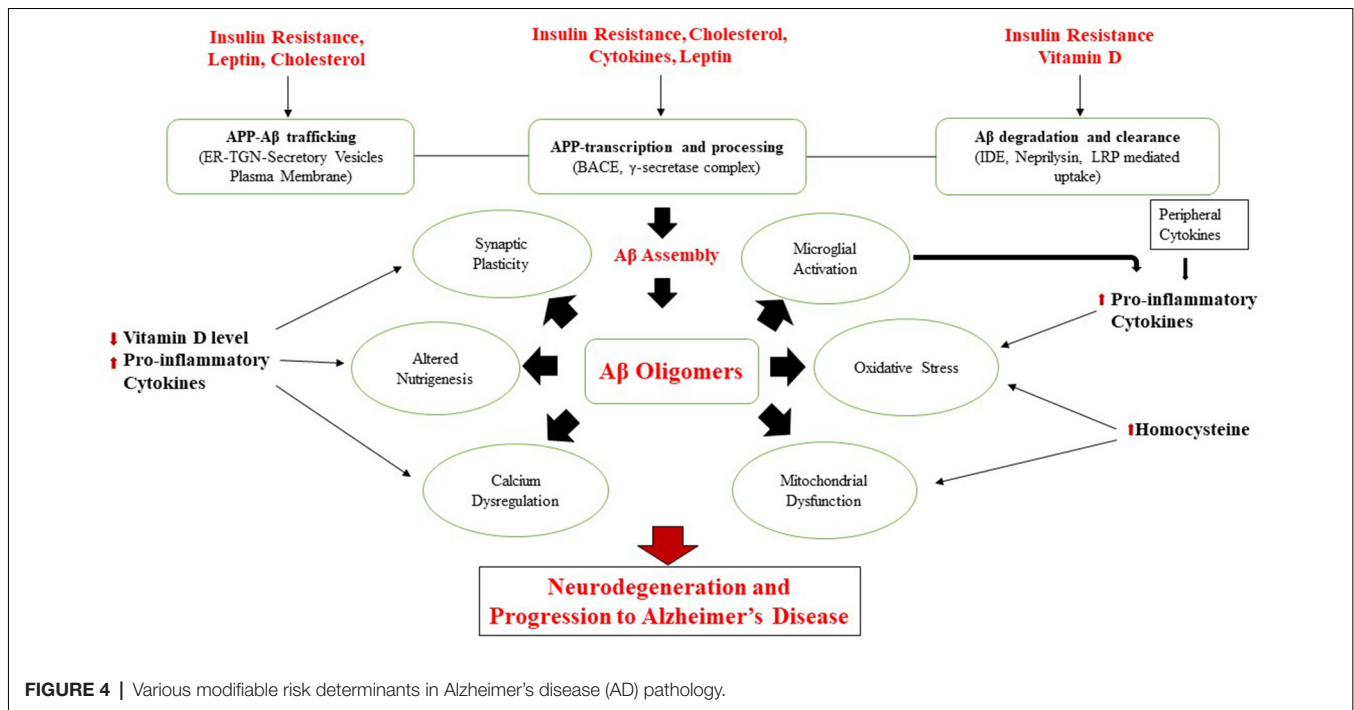 Insulin Resistance,
Leptin, Cholesterol
Insulin Resistance, Cholesterol,
Cytokines, Leptin
Insulin Resistance
Vitamin D
APP-Aβ trafficking
(ER-TGN-Secretory Vesicles
Plasma Membrane)
APP-transcription and processing
(BACE, γ-secretase complex)
Aβ degradation and clearance
(IDE, Neprilysin, LRP mediated
uptake)
Peripheral
Cytokines
Synaptic
Plasticity
Aβ Assembly
Microglial
Activation
⬆ Pro-inflammatory
Cytokines
⬇ Vitamin D level
⬆ Pro-inflammatory
Cytokines
Altered
Nutrigenesis
Aβ Oligomers
Oxidative Stress
⬆Homocysteine
Calcium
Dysregulation
Mitochondrial
Dysfunction
Neurodegeneration and
Progression to Alzheimer's Disease
FIGURE 4 | Various modifiable risk determinants in Alzheimer's disease (AD) pathology.